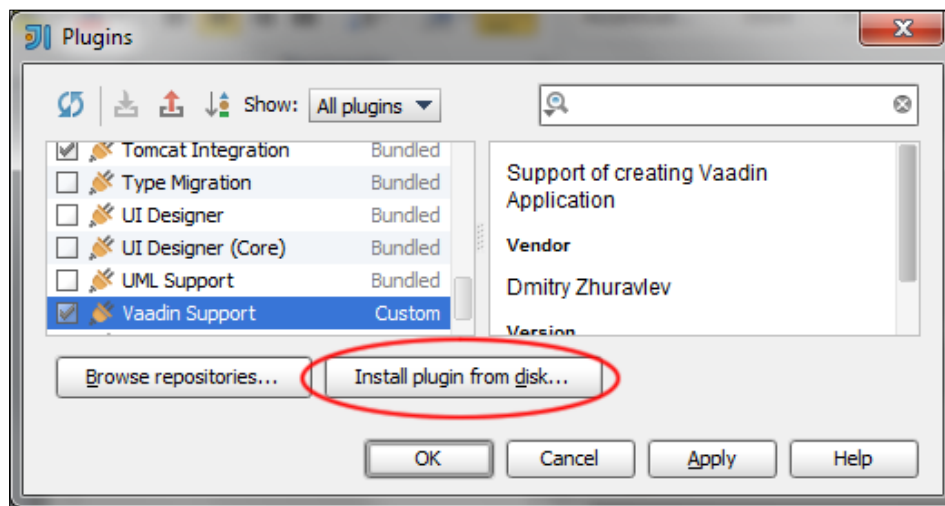 Plugins
Show: All plugins
Tomcat Integration Bundled
Type Migration Bundled
UI Designer Bundled
UI Designer (Core) Bundled
UML Support Bundled
Vaadin Support Custom
Support of creating Vaadin
Application
Vendor
Dmitry Zhuravlev
Version
Browse repositories... Install plugin from disk...
OK Cancel Apply Help